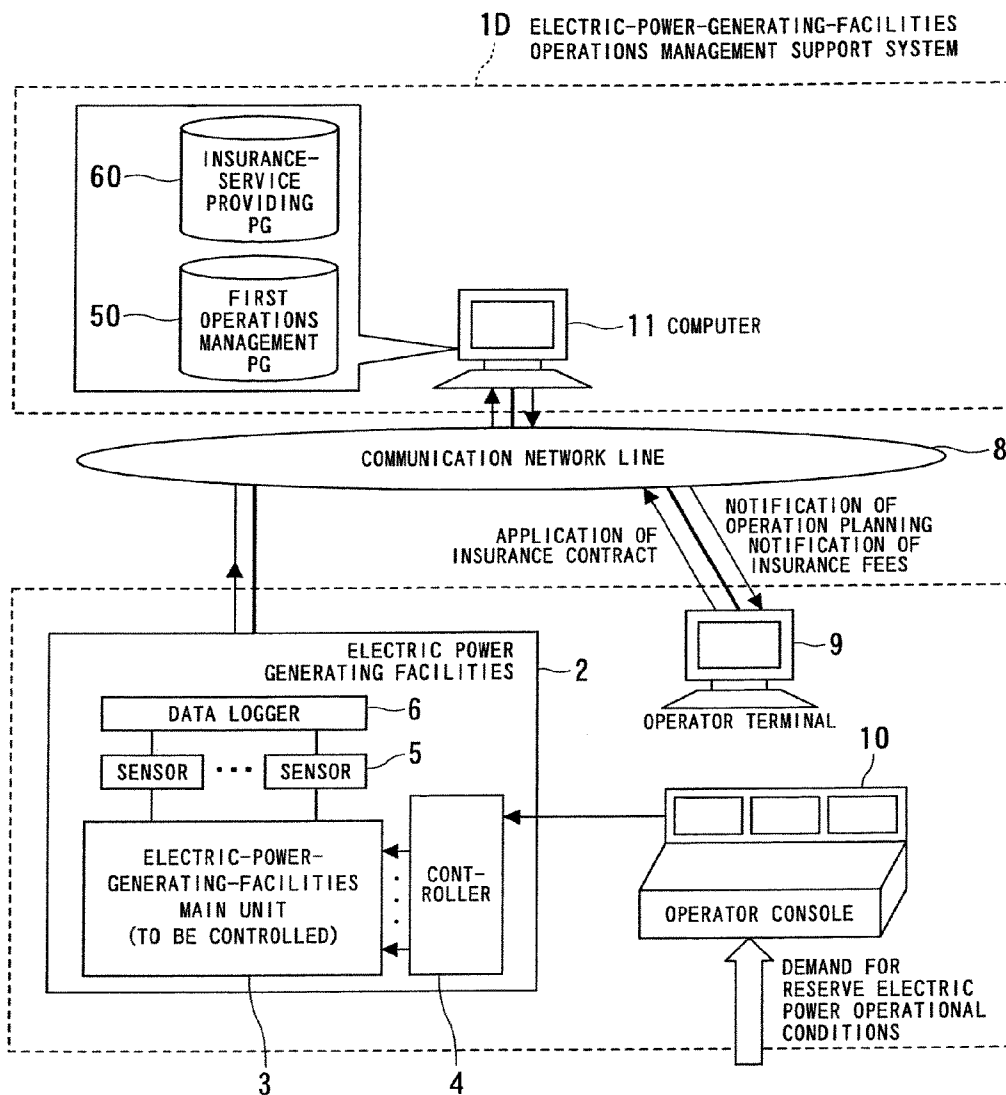 1D ELECTRIC-POWER-GENERATING-FACILITIES
OPERATIONS MANAGEMENT SUPPORT SYSTEM
60
INSURANCE-
SERVICE
PROVIDING
PG
50
FIRST
OPERATIONS
MANAGEMENT
PG
11 COMPUTER
COMMUNICATION NETWORK LINE
8
APPLICATION OF
INSURANCE CONTRACT
NOTIFICATION OF
OPERATION PLANNING
NOTIFICATION OF
INSURANCE FEES
ELECTRIC POWER
GENERATING FACILITIES
2
9
OPERATOR TERMINAL
DATA LOGGER
6
SENSOR
SENSOR
5
10
ELECTRIC-POWER-
GENERATING-FACILITIES
MAIN UNIT
(TO BE CONTROLLED)
CONT-
ROLLER
OPERATOR CONSOLE
DEMAND FOR
RESERVE ELECTRIC
POWER OPERATIONAL
CONDITIONS
3
4